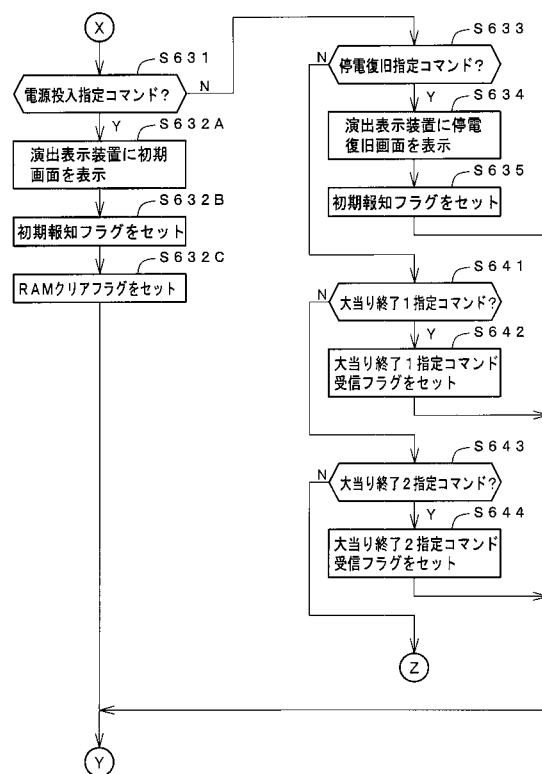 X
S631
電源投入指定コマンド?
N
Y
S632A
演出表示装置に初期
画面を表示
S632B
初期報知フラグをセット
S632C
RAMクリアフラグをセット
S633
N
停電復旧指定コマンド?
Y
S634
演出表示装置に停電
復旧画面を表示
S635
初期報知フラグをセット
S641
N
大当り終了1指定コマンド?
Y
S642
大当り終了1指定コマンド
受信フラグをセット
S643
N
大当り終了2指定コマンド?
Y
S644
大当り終了2指定コマンド
受信フラグをセット
Z
Y